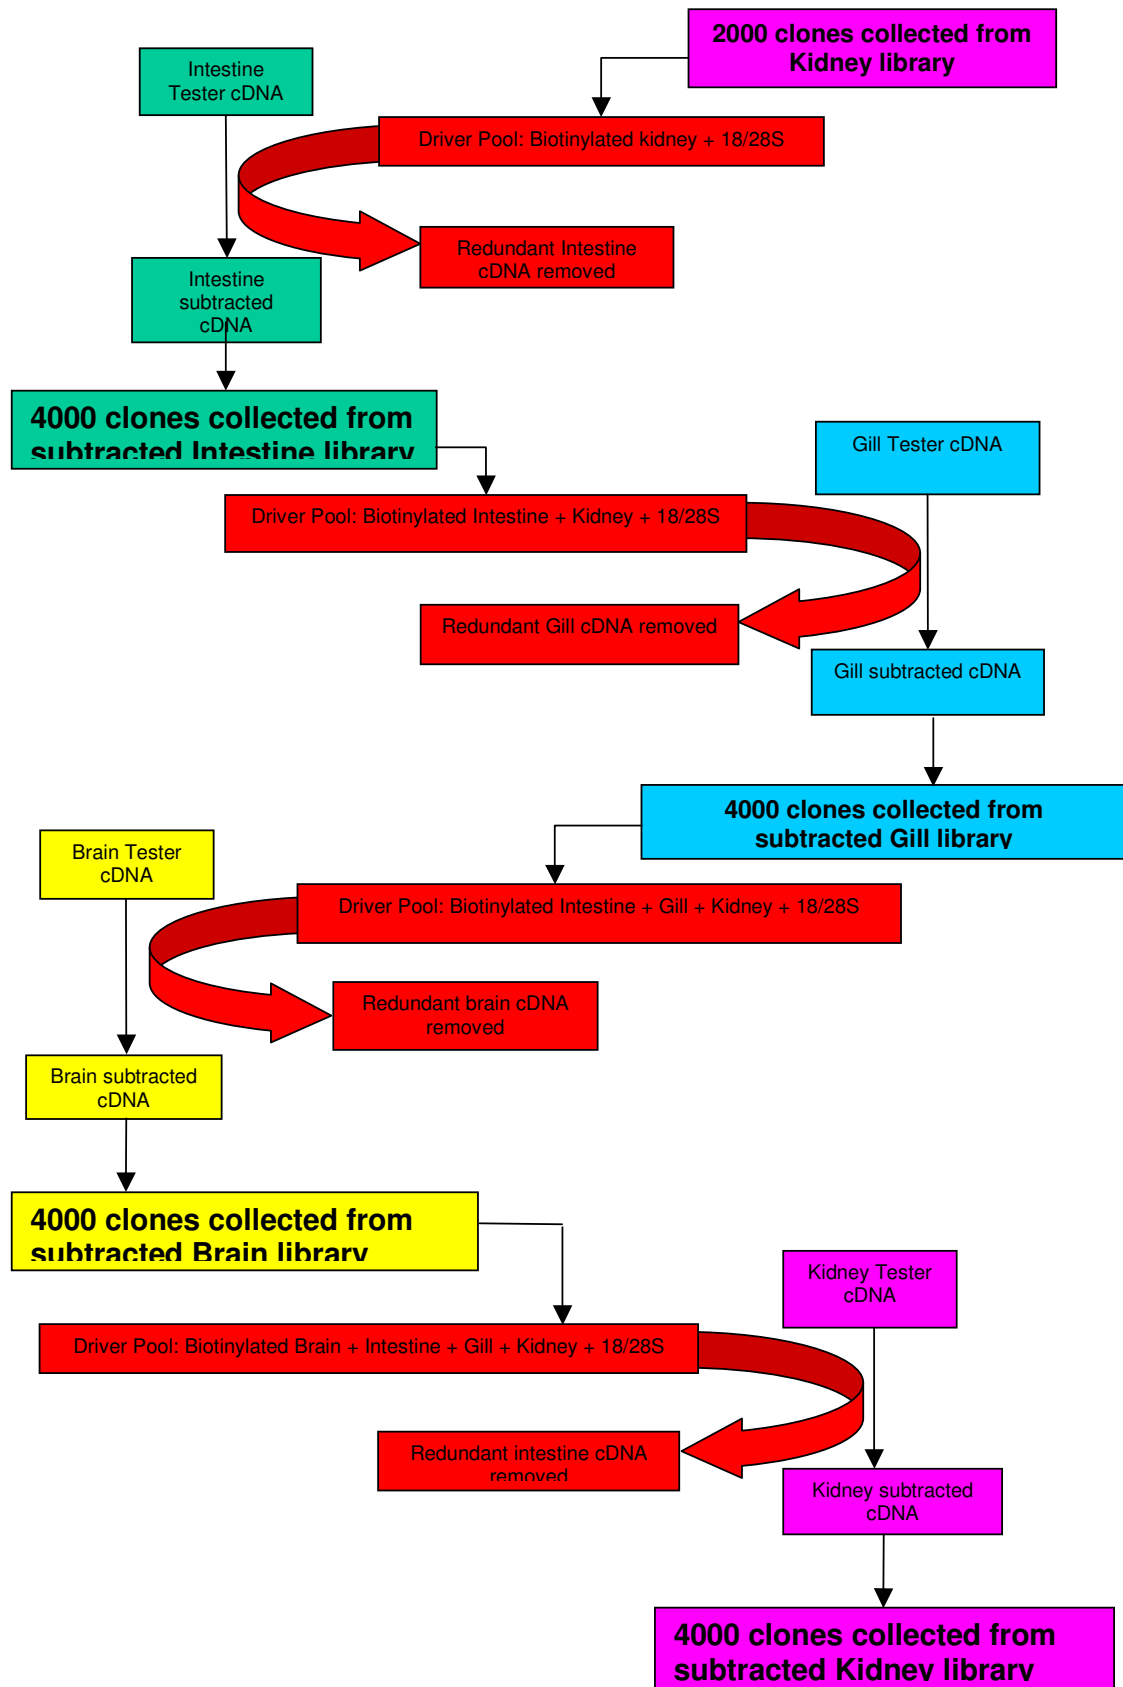 2000 clones collected from
Kidney library
Intestine
Tester cDNA
Driver Pool: Biotinylated kidney + 18/28S
Redundant Intestine
cDNA removed
Intestine
subtracted
cDNA
4000 clones collected from
subtracted Intestine library
Gill Tester cDNA
Driver Pool: Biotinylated Intestine + Kidney + 18/28S
Redundant Gill cDNA removed
Gill subtracted cDNA
4000 clones collected from
subtracted Gill library
Brain Tester
cDNA
Driver Pool: Biotinylated Intestine + Gill + Kidney + 18/28S
Redundant brain cDNA
removed
Brain subtracted
cDNA
4000 clones collected from
subtracted Brain library
Kidney Tester
cDNA
Driver Pool: Biotinylated Brain + Intestine + Gill + Kidney + 18/28S
Redundant intestine cDNA
removed
Kidney subtracted
cDNA
4000 clones collected from
subtracted Kidney library